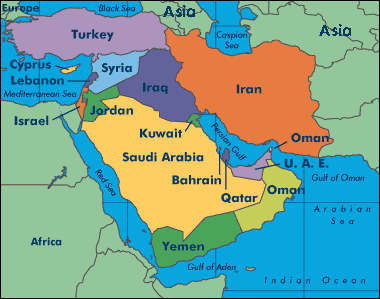 Europe
Black Sea
Asia
Caspian
Sea
Asia
Turkey
Cyprus
Syria
Lebanon
Mediterranean Sea
Iraq
Iran
Israel
Jordan
Kuwait
Persian Gulf
Oman
Saudi Arabia
U. A. E.
Bahrain
Gulf of Oman
Red Sea
Qatar
Oman
Arabian
Sea
Africa
Yemen
Gulf of Aden
Indian Ocean